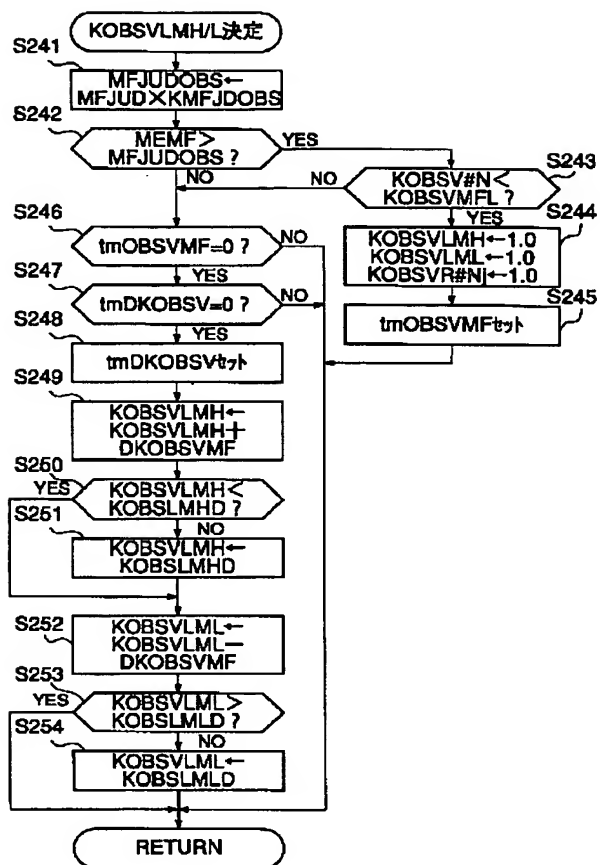 KOBSVLMH/L決定
S241
MFJUDOBS←
MFJUD×KMFJDOBS
S242
MEMF>
MFJUDOBS ?
YES
NO
S243
KOBSV#N<
KOBSVMFL ?
NO
YES
S244
KOBSVLMH←1.0
KOBSVLML←1.0
KOBSVR#Nj←1.0
S245
tmOBSVMFセット
S246
tmOBSVMF=0 ?
NO
YES
S247
tmDKOBSV=0 ?
NO
YES
S248
tmDKOBSVセット
S249
KOBSVLMH←
KOBSVLMH+
DKOBSVMF
S250
KOBSVLMH<
KOBSLMHD ?
YES
NO
S251
KOBSVLMH←
KOBSLMHD
S252
KOBSVLML←
KOBSVLML−
DKOBSVMF
S253
KOBSVLML>
KOBSLMLD ?
YES
NO
S254
KOBSVLML←
KOBSLMLD
RETURN